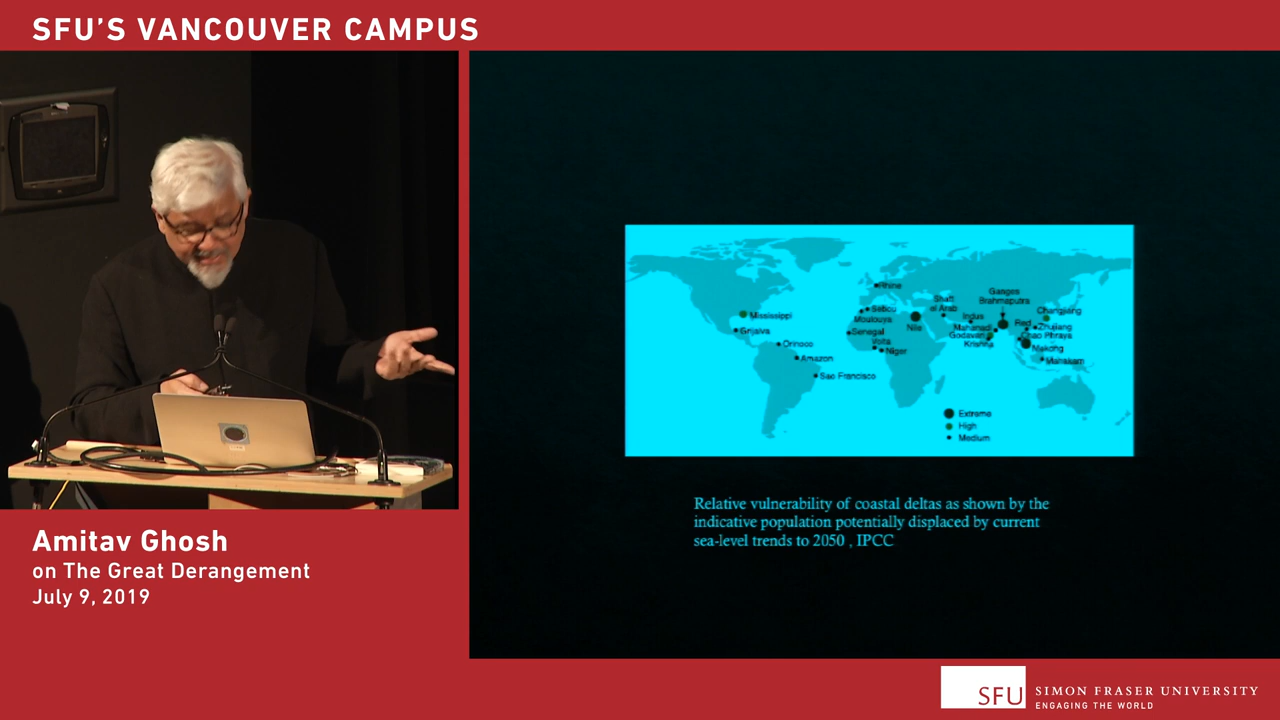 SFU'S VANCOUVER CAMPUS
Rhine
Ganges
Brahmaputra
Shatt
el Arab
Sebou
Moulouya
Nile
Indus
Changjiang
Mississippi
Mahanadi
Red
Zhujiang
Grijalva
Senegal
Godavari
Chao Phraya
Volta
Krishna
Orinoco
Niger
Mekong
Amazon
Mahakam
Sao Francisco
Extreme
High
Medium
Relative vulnerability of coastal deltas as shown by the
indicative population potentially displaced by current
sea-level trends to 2050 , IPCC
Amitav Ghosh
on The Great Derangement
July 9, 2019
SFU SIMON FRASER UNIVERSITY
ENGAGING THE WORLD